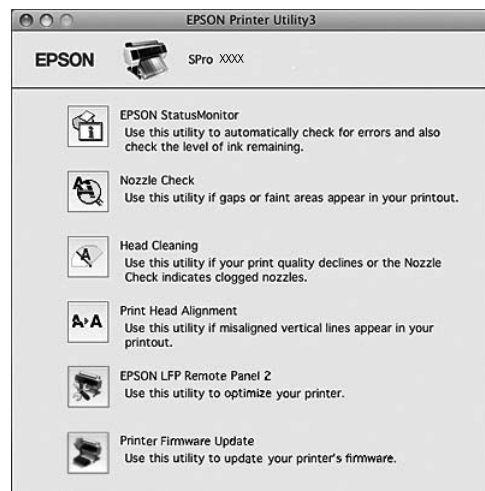 EPSON Printer Utility3
EPSON
SPro XXXX
EPSON StatusMonitor
Use this utility to automatically check for errors and also
check the level of ink remaining.
Nozzle Check
Use this utility if gaps or faint areas appear in your printout.
Head Cleaning
Use this utility if your print quality declines or the Nozzle
Check indicates clogged nozzles.
A
Print Head Alignment
Use this utility if misaligned vertical lines appear in your
printout.
A▸A
EPSON LFP Remote Panel 2
Use this utility to optimize your printer.
Printer Firmware Update
Use this utility to update your printer's firmware.